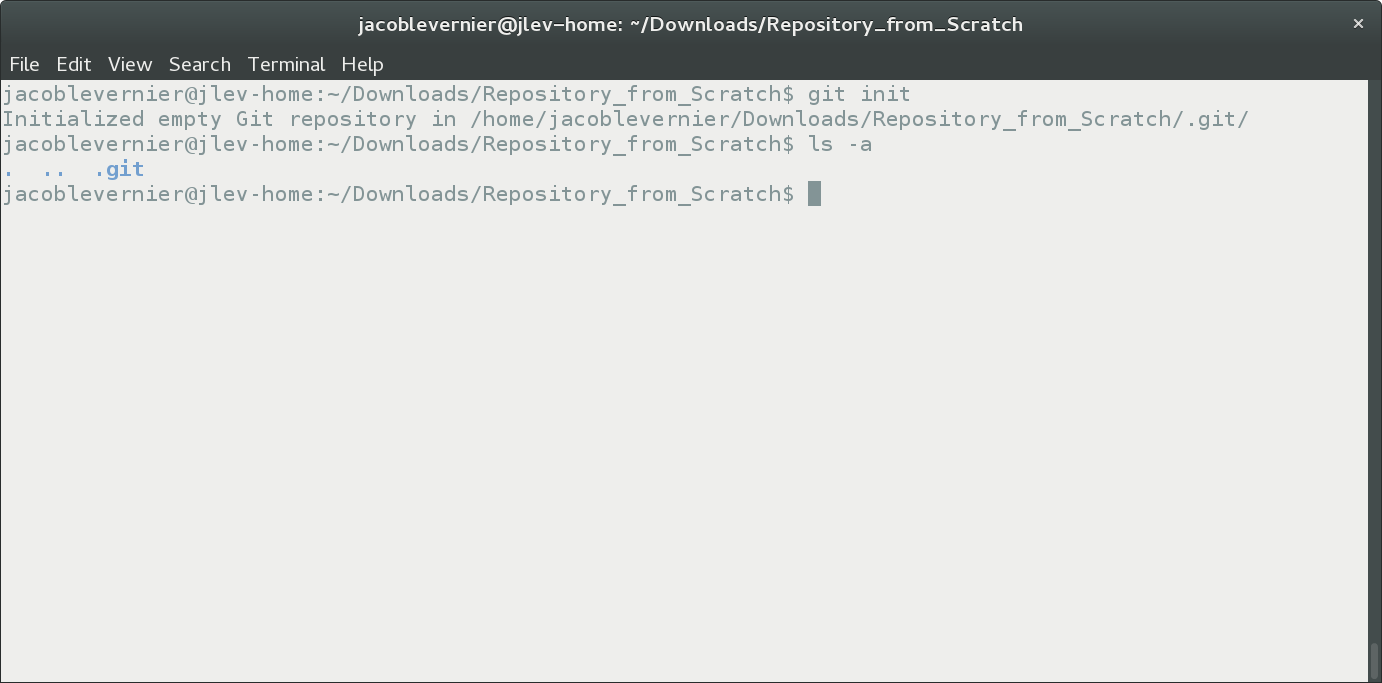 jacoblevernier@jlev-home: ~/Downloads/Repository_from_Scratch ×
File Edit View Search Terminal Help
jacoblevernier@jlev-home:~/Downloads/Repository_from_Scratch$ git init
Initialized empty Git repository in /home/jacoblevernier/Downloads/Repository_from_Scratch/.git/
jacoblevernier@jlev-home:~/Downloads/Repository_from_Scratch$ ls -a
.  ..  .git
jacoblevernier@jlev-home:~/Downloads/Repository_from_Scratch$